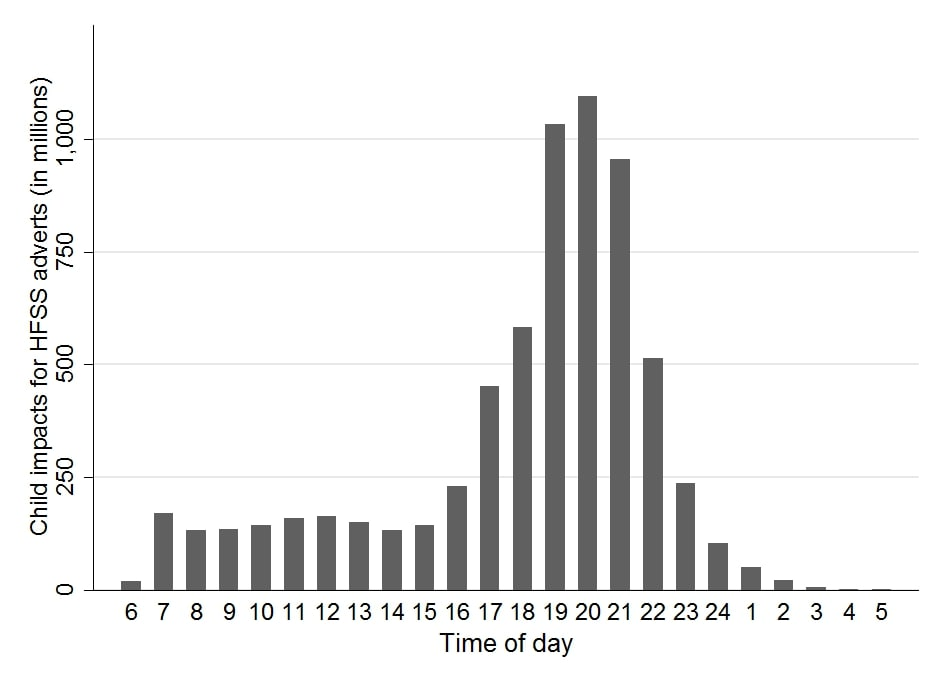 Child impacts for HFSS adverts (in millions)
1,000
750
500
250
0
6 7 8 9 10 11 12 13 14 15 16 17 18 19 20 21 22 23 24 1 2 3 4 5
Time of day